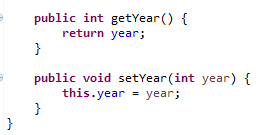 public int getYear() {
return year;
}
public void setYear(int year) {
this.year = year;
}
}